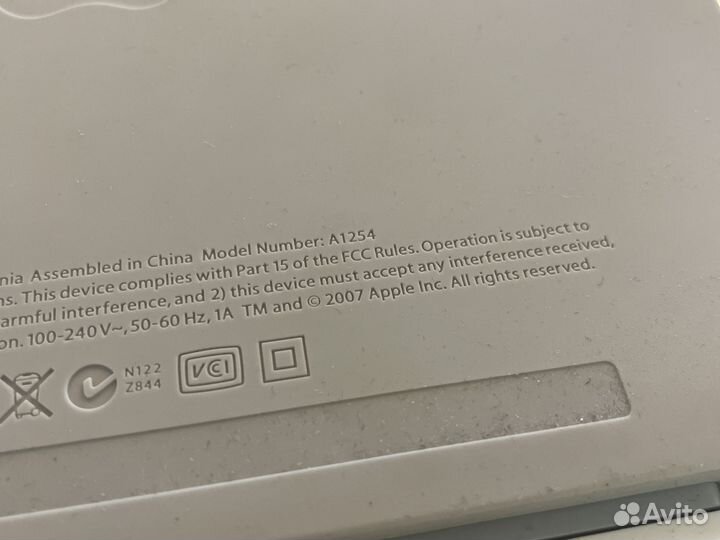 nia Assembled in China Model Number: A1254
ns. This device complies with Part 15 of the FCC Rules. Operation is subject to
armful interference, and 2) this device must accept any interference received,
on. 100-240V~, 50-60 Hz, 1A TM and © 2007 Apple Inc. All rights reserved.
N122
Z844
VCI
Avito